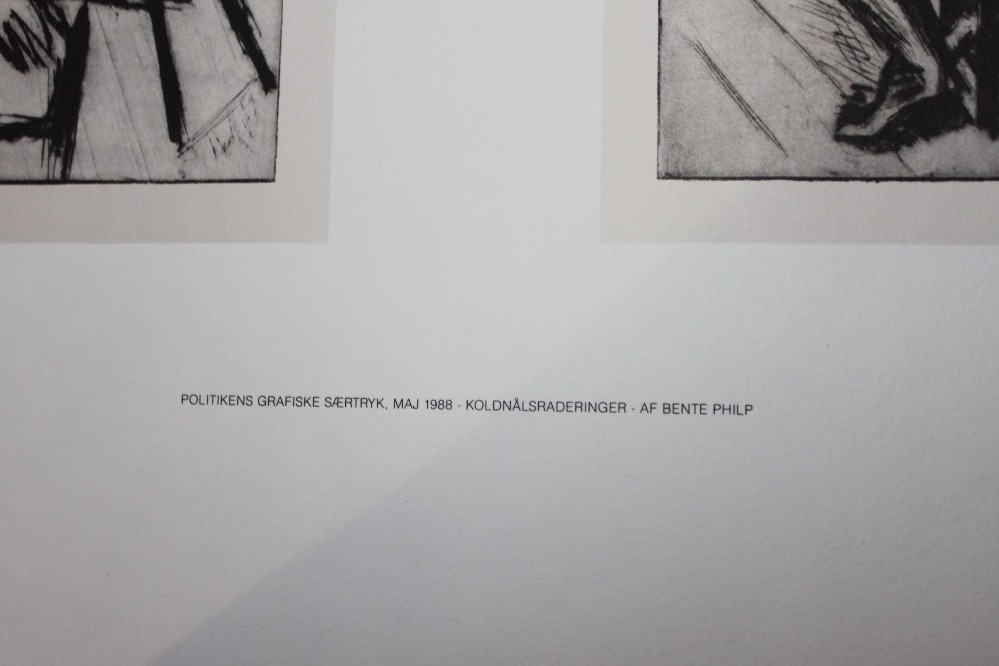 POLITIKENS GRAFISKE SÆRTRYK, MAJ 1988 · KOLDNÅLSRADERINGER · AF BENTE PHILP